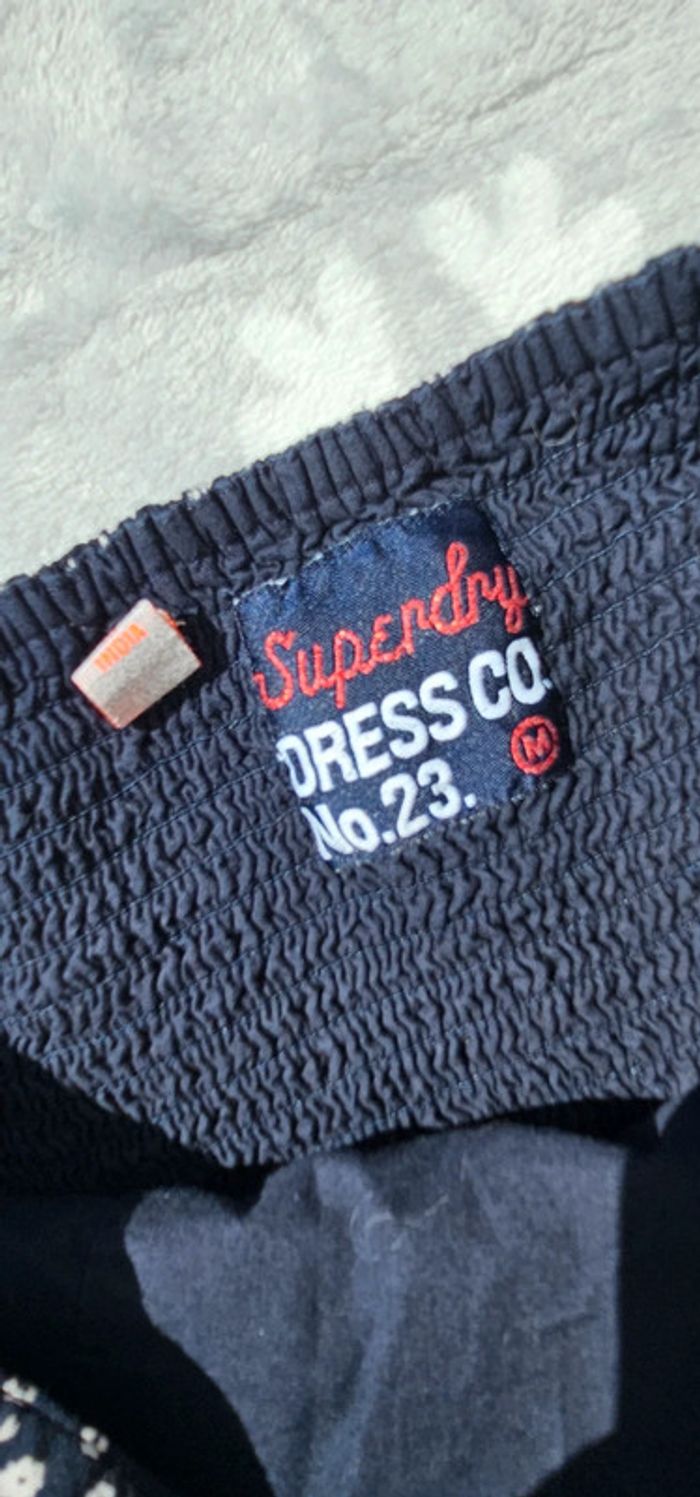 INDIA
Superdry
DRESS CO.
No.23.
M